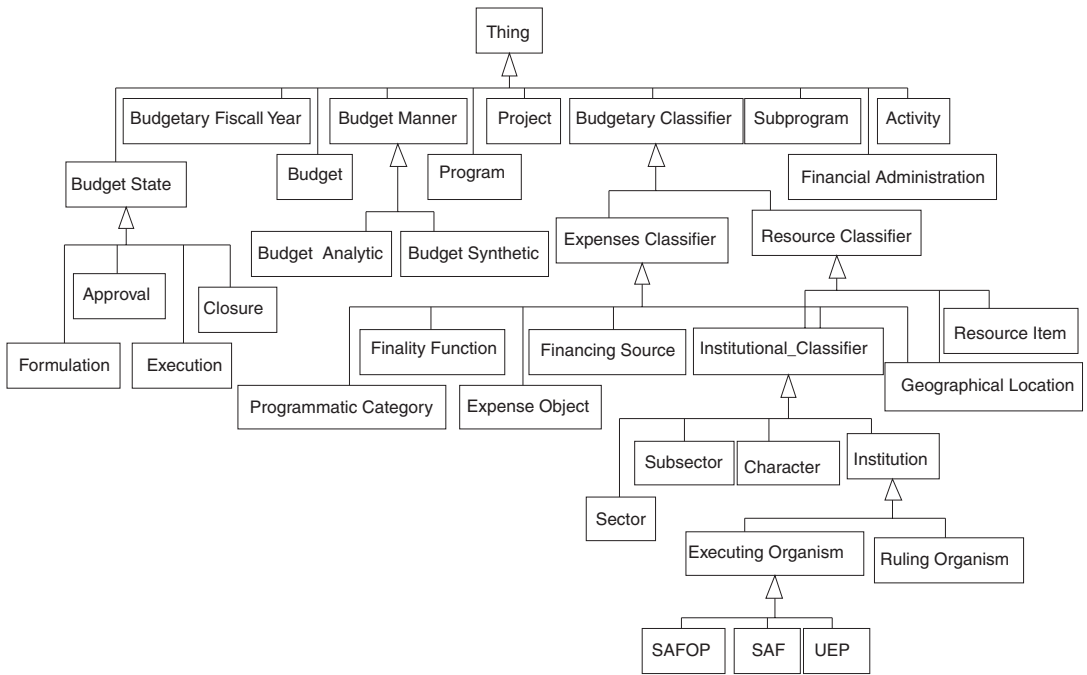 Thing
Budgetary Fiscall Year
Budget Manner
Project
Budgetary Classifier
Subprogram
Activity
Budget State
Budget
Program
Financial Administration
Budget Analytic
Budget Synthetic
Expenses Classifier
Resource Classifier
Approval
Closure
Formulation
Execution
Finality Function
Financing Source
Institutional_Classifier
Resource Item
Programmatic Category
Expense Object
Geographical Location
Subsector
Character
Institution
Sector
Executing Organism
Ruling Organism
SAFOP
SAF
UEP